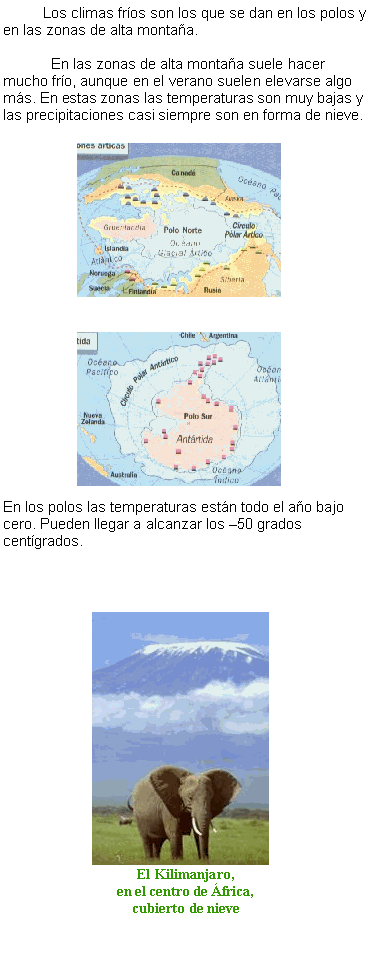 Los climas fríos son los que se dan en los polos y
en las zonas de alta montaña.
En las zonas de alta montaña suele hacer
mucho frío, aunque en el verano suelen elevarse algo
más. En estas zonas las temperaturas son muy bajas y
las precipitaciones casi siempre son en forma de nieve.
ones árticas
Canadá
Océano
Alaska
Groenlandia
Polo Norte
Círculo
Polar Ártico
Océano
Glacial Ártico
Islandia
Atlántico
Noruega
Suecia
Finlandia
Siberia
Rusia
tida
Chile
Argentina
Océano
Pacífico
Círculo Polar Antártico
Océano
Atlánti
Nueva
Zelanda
Polo Sur
Antártida
Australia
Océano
Índico
En los polos las temperaturas están todo el año bajo
cero. Pueden llegar a alcanzar los –50 grados
centígrados.
El Kilimanjaro,
en el centro de África,
cubierto de nieve